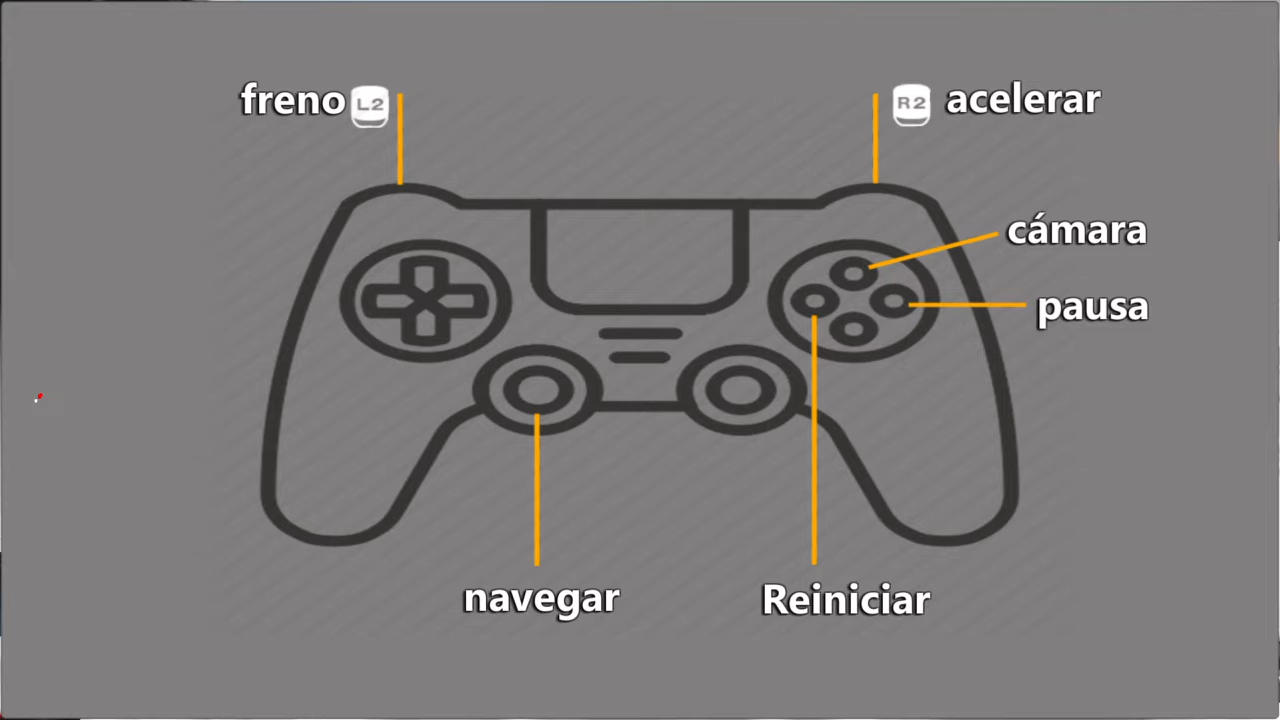 freno L2
R2 acelerar
cámara
pausa
navegar
Reiniciar